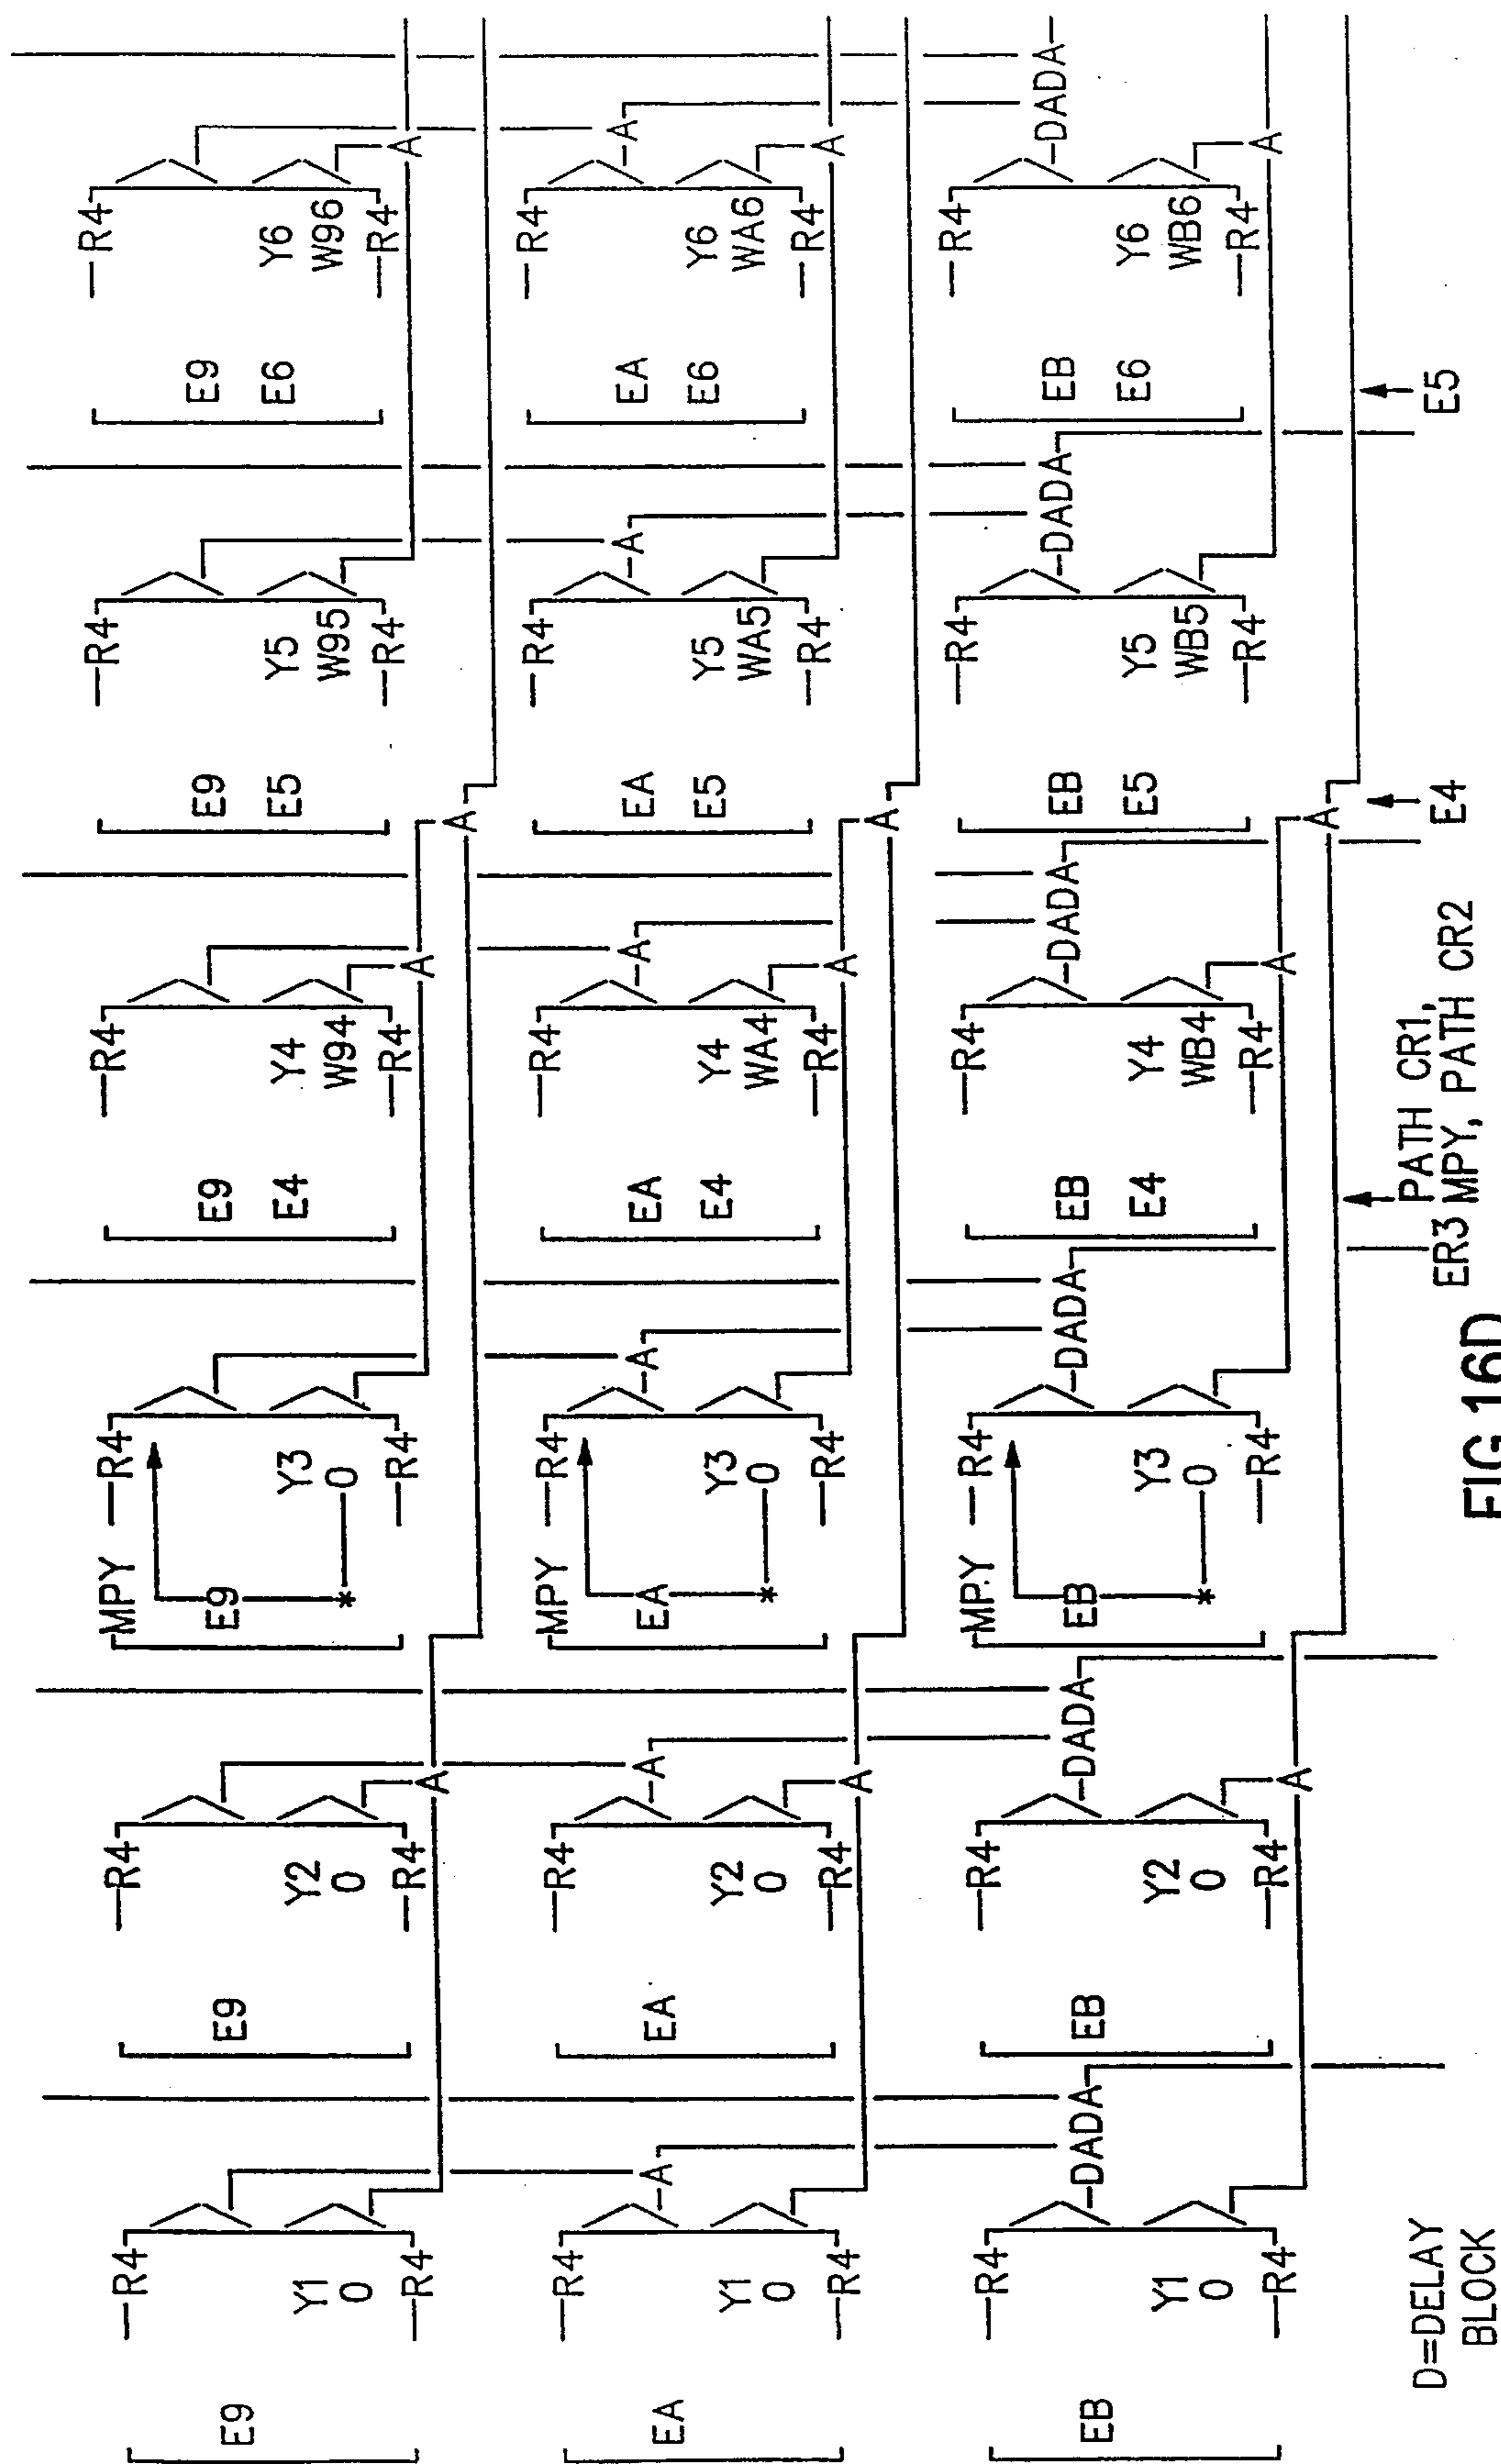 R4 R4 MPY R4 R4 R4 R4
E9 E9 E9 E9 E9 E9
Y1 Y2 Y3 E4 Y4 E5 Y5 E6 Y6
0 0 * 0 W94 W95 W96
R4 R4 R4 R4 R4 R4
A A A
A
R4 R4 MPY R4 R4 R4 R4
A A A A A A
EA EA EA EA EA EA
Y1 Y2 Y3 E4 Y4 E5 Y5 E6 Y6
0 0 * 0 WA4 WA5 WA6
R4 R4 R4 R4 R4 R4
A A A
A
R4 R4 MPY R4 R4 R4 R4
DADA DADA DADA DADA DADA DADA
EB EB EB EB EB EB
Y1 Y2 Y3 E4 Y4 E5 Y5 E6 Y6
0 0 * 0 WB4 WB5 WB6
R4 R4 R4 R4 R4 R4
A A A
A
PATH CR1,
D=DELAY ER3 MPY, PATH CR2 E4 E5
BLOCK
FIG.16D